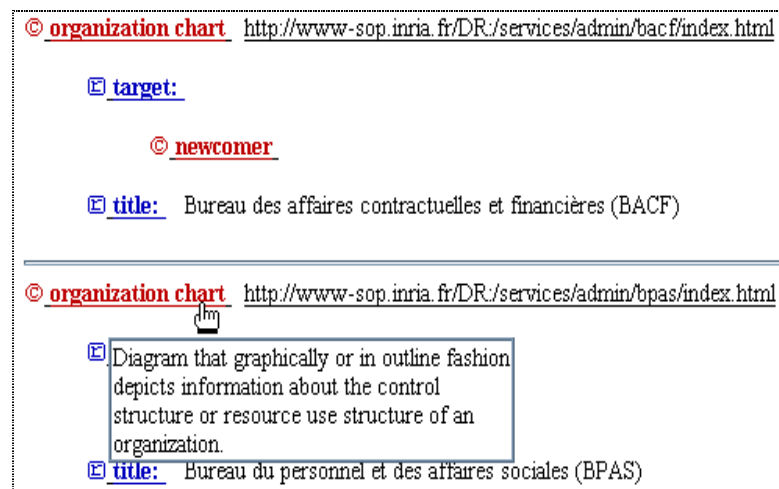 © organization chart http://www-sop.inria.fr/DR:/services/admin/bacf/index.html
r target:
© newcomer
r title: Bureau des affaires contractuelles et financières (BACF)
© organization chart http://www-sop.inria.fr/DR:/services/admin/bpas/index.html
r Diagram that graphically or in outline fashion
depicts information about the control
structure or resource use structure of an
organization.
r title: Bureau du personnel et des affaires sociales (BPAS)